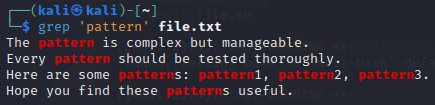 ┌──(kali㉿kali)-[~]
└─$ grep 'pattern' file.txt
The pattern is complex but manageable.
Every pattern should be tested thoroughly.
Here are some patterns: pattern1, pattern2, pattern3.
Hope you find these patterns useful.